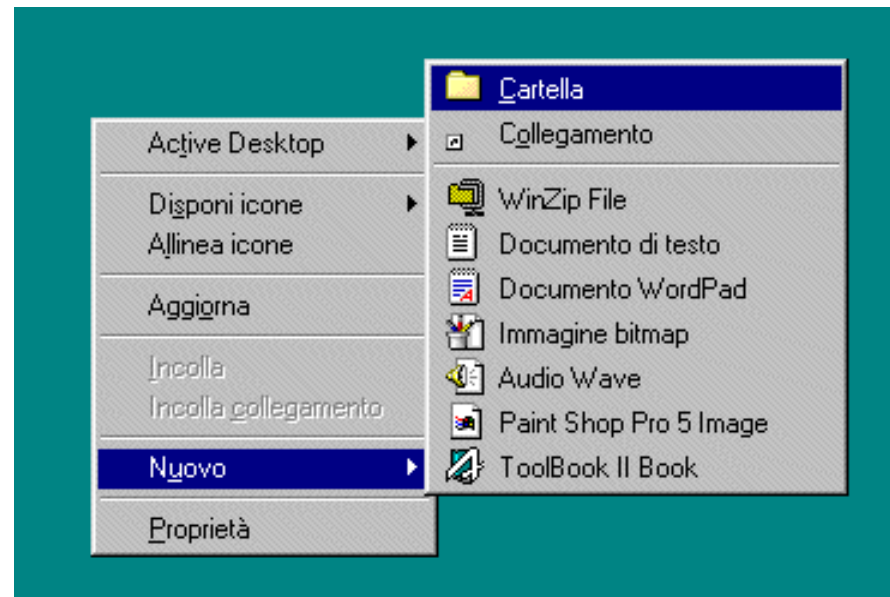 Active Desktop
Disponi icone
Allinea icone
Aggiorna
Incolla
Incolla collegamento
Nuovo
Proprietà
Cartella
Collegamento
WinZip File
Documento di testo
Documento WordPad
Immagine bitmap
Audio Wave
Paint Shop Pro 5 Image
ToolBook II Book